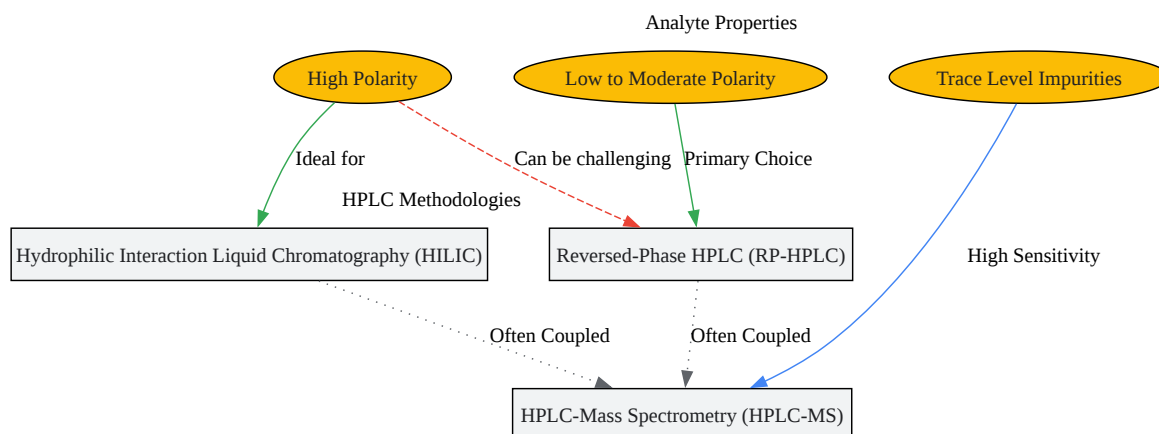 Analyte Properties
High Polarity
Low to Moderate Polarity
Trace Level Impurities
Ideal for
Can be challenging
Primary Choice
HPLC Methodologies
Hydrophilic Interaction Liquid Chromatography (HILIC)
Reversed-Phase HPLC (RP-HPLC)
High Sensitivity
Often Coupled
Often Coupled
HPLC-Mass Spectrometry (HPLC-MS)